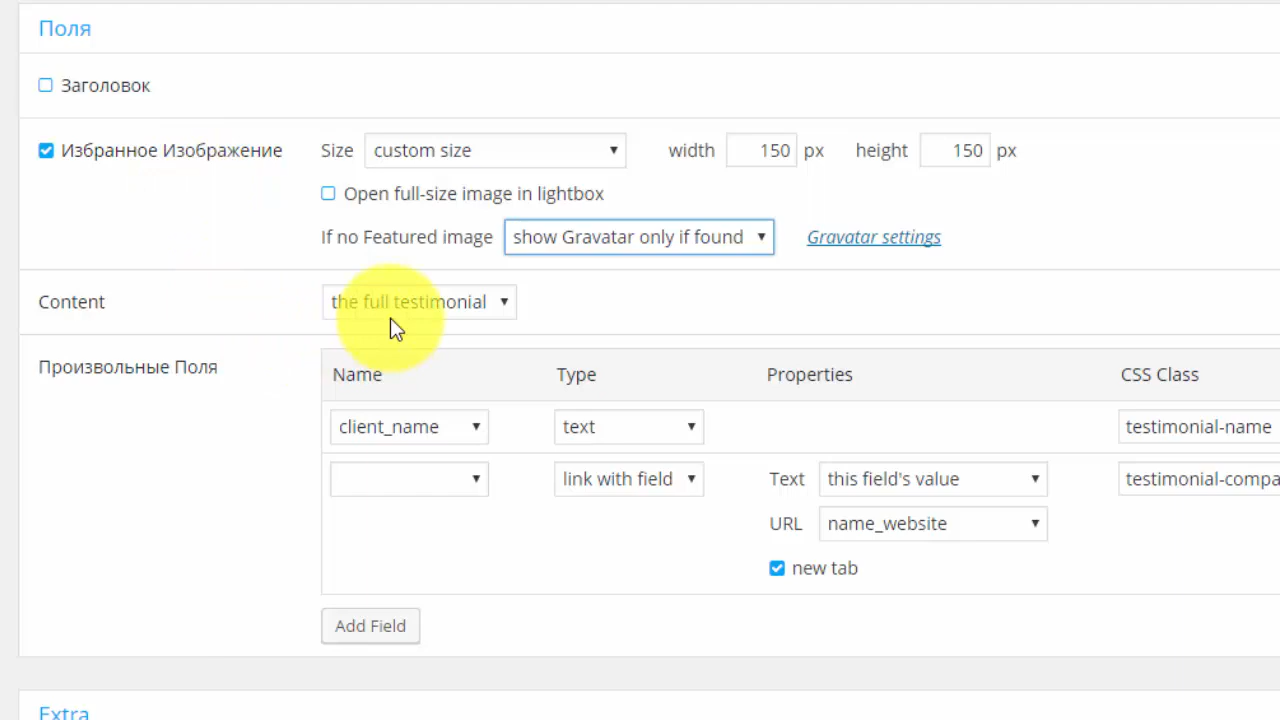 Поля
Заголовок
Избранное Изображение Size custom size width 150 px height 150 px
Open full-size image in lightbox
If no Featured image show Gravatar only if found Gravatar settings
Content the full testimonial
Произвольные Поля
Name Type Properties CSS Class
client_name text testimonial-name
link with field Text this field's value testimonial-compa
URL name_website
new tab
Add Field
Extra